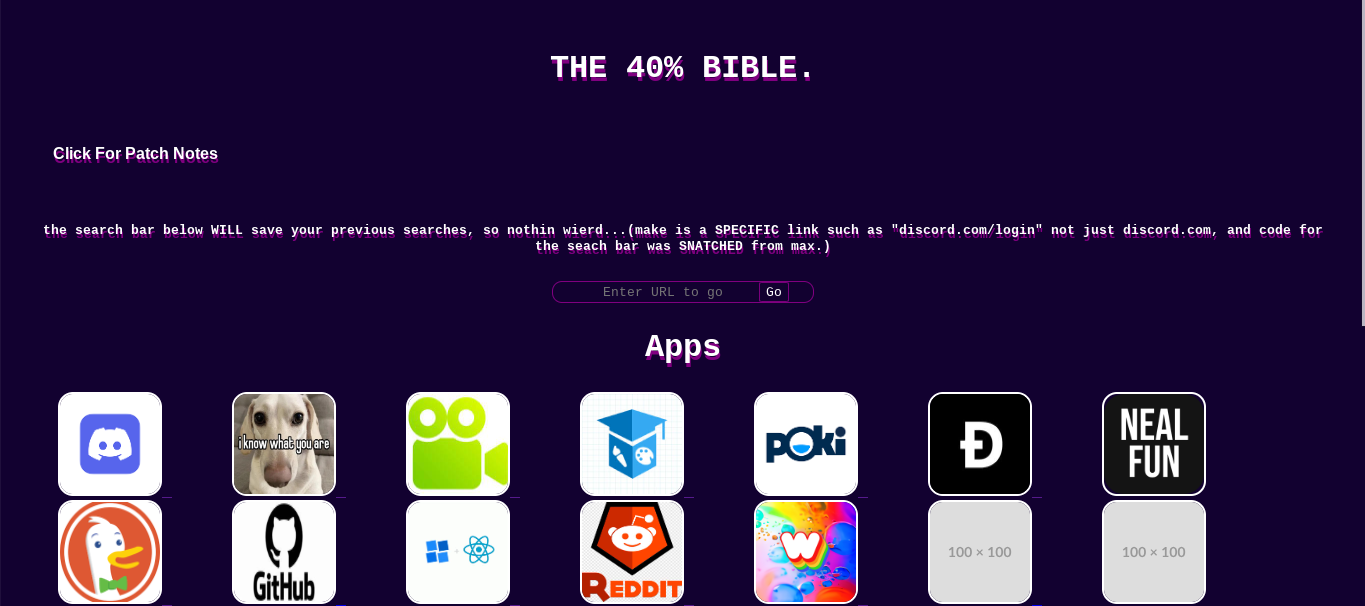 THE 40% BIBLE.
Click For Patch Notes
the search bar below WILL save your previous searches, so nothin wierd...(make is a SPECIFIC link such as "discord.com/login" not just discord.com, and code for
the seach bar was SNATCHED from max.)
Enter URL to go
Go
Apps
i know what you are
poki
Đ
NEAL
FUN
GitHub
REDDIT
W
100 × 100
100 × 100